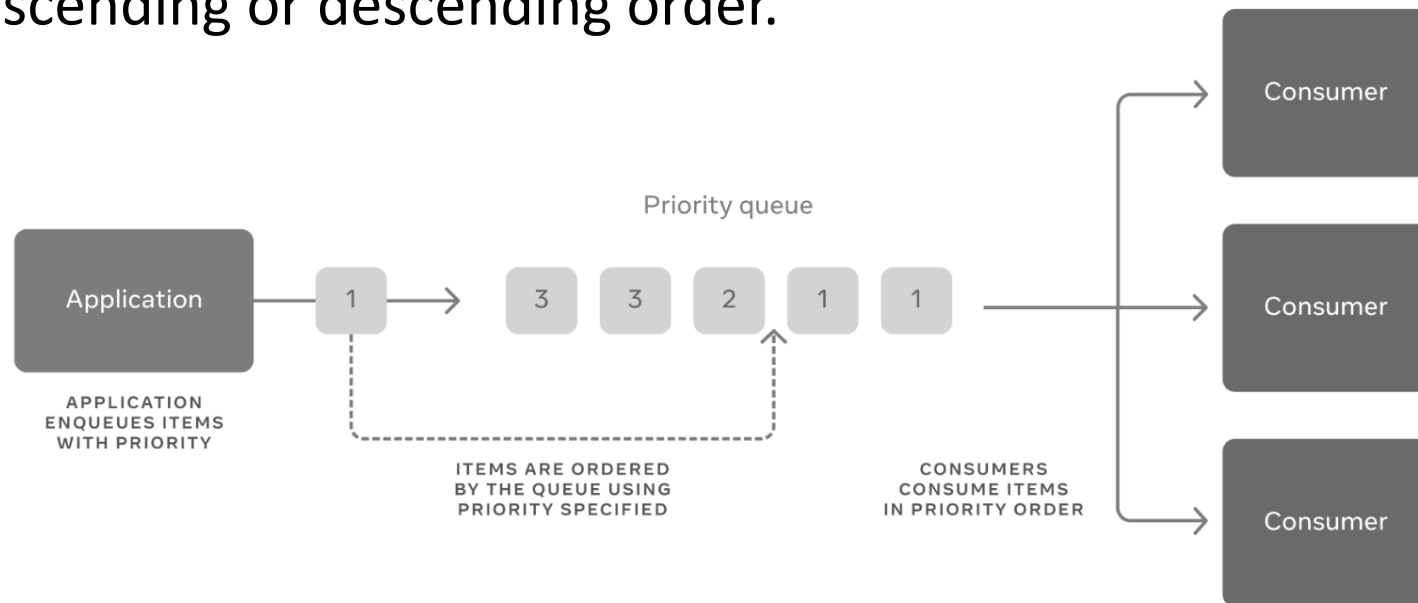 scending or descending order.
Consumer
Priority queue
Application
1
3
3
2
1
1
Consumer
APPLICATION
ENQUEUES ITEMS
WITH PRIORITY
ITEMS ARE ORDERED
BY THE QUEUE USING
PRIORITY SPECIFIED
CONSUMERS
CONSUME ITEMS
IN PRIORITY ORDER
Consumer